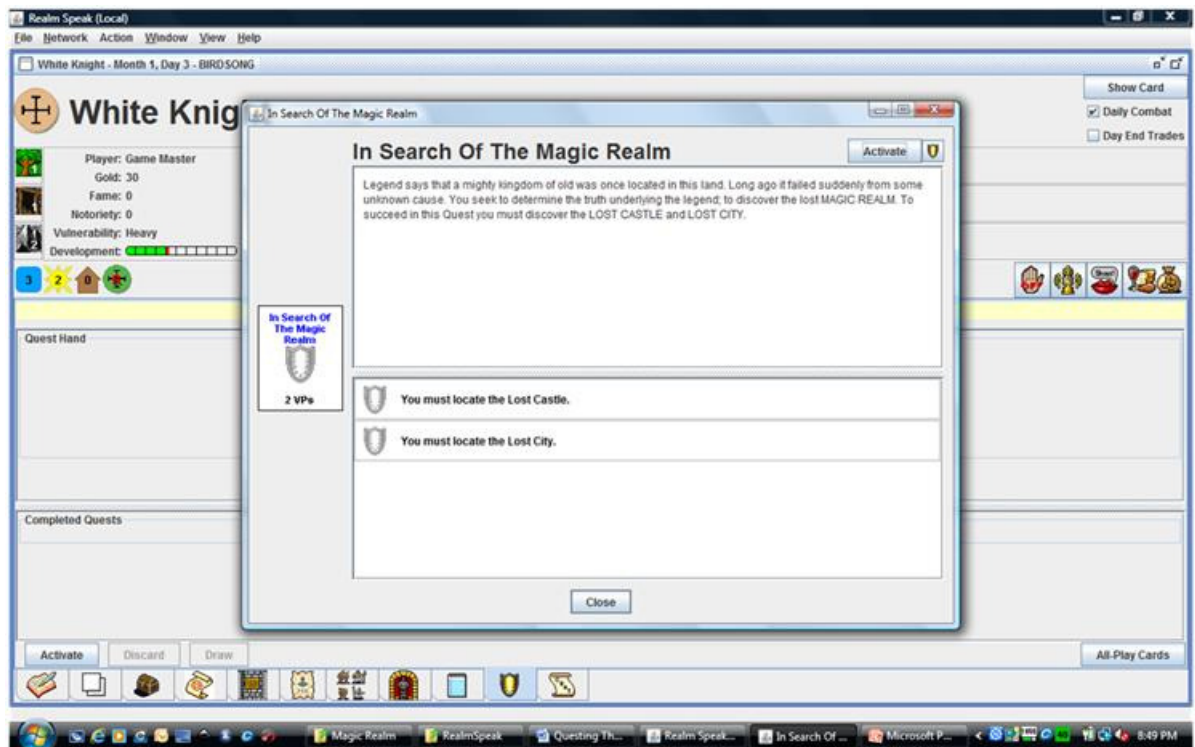 Realm Speak (Local)
File Network Action Window View Help
White Knight - Month 1, Day 3 - BIRDSONG
Show Card
White Knig
Daily Combat
Day End Trades
Player: Game Master
Gold: 30
Fame: 0
Notoriety: 0
Vulnerability: Heavy
Development:
3 2 0
Quest Hand
Completed Quests
In Search Of The Magic Realm
In Search Of The Magic Realm
Activate
Legend says that a mighty kingdom of old was once located in this land. Long ago it failed suddenly from some
unknown cause. You seek to determine the truth underlying the legend; to discover the lost MAGIC REALM. To
succeed in this Quest you must discover the LOST CASTLE and LOST CITY.
In Search Of
The Magic
Realm
2 VPs
You must locate the Lost Castle.
You must locate the Lost City.
Close
Activate Discard Draw
All-Play Cards
Magic Realm RealmSpeak Questing Th... Realm Speak... In Search Of ... Microsoft P... 8:49 PM